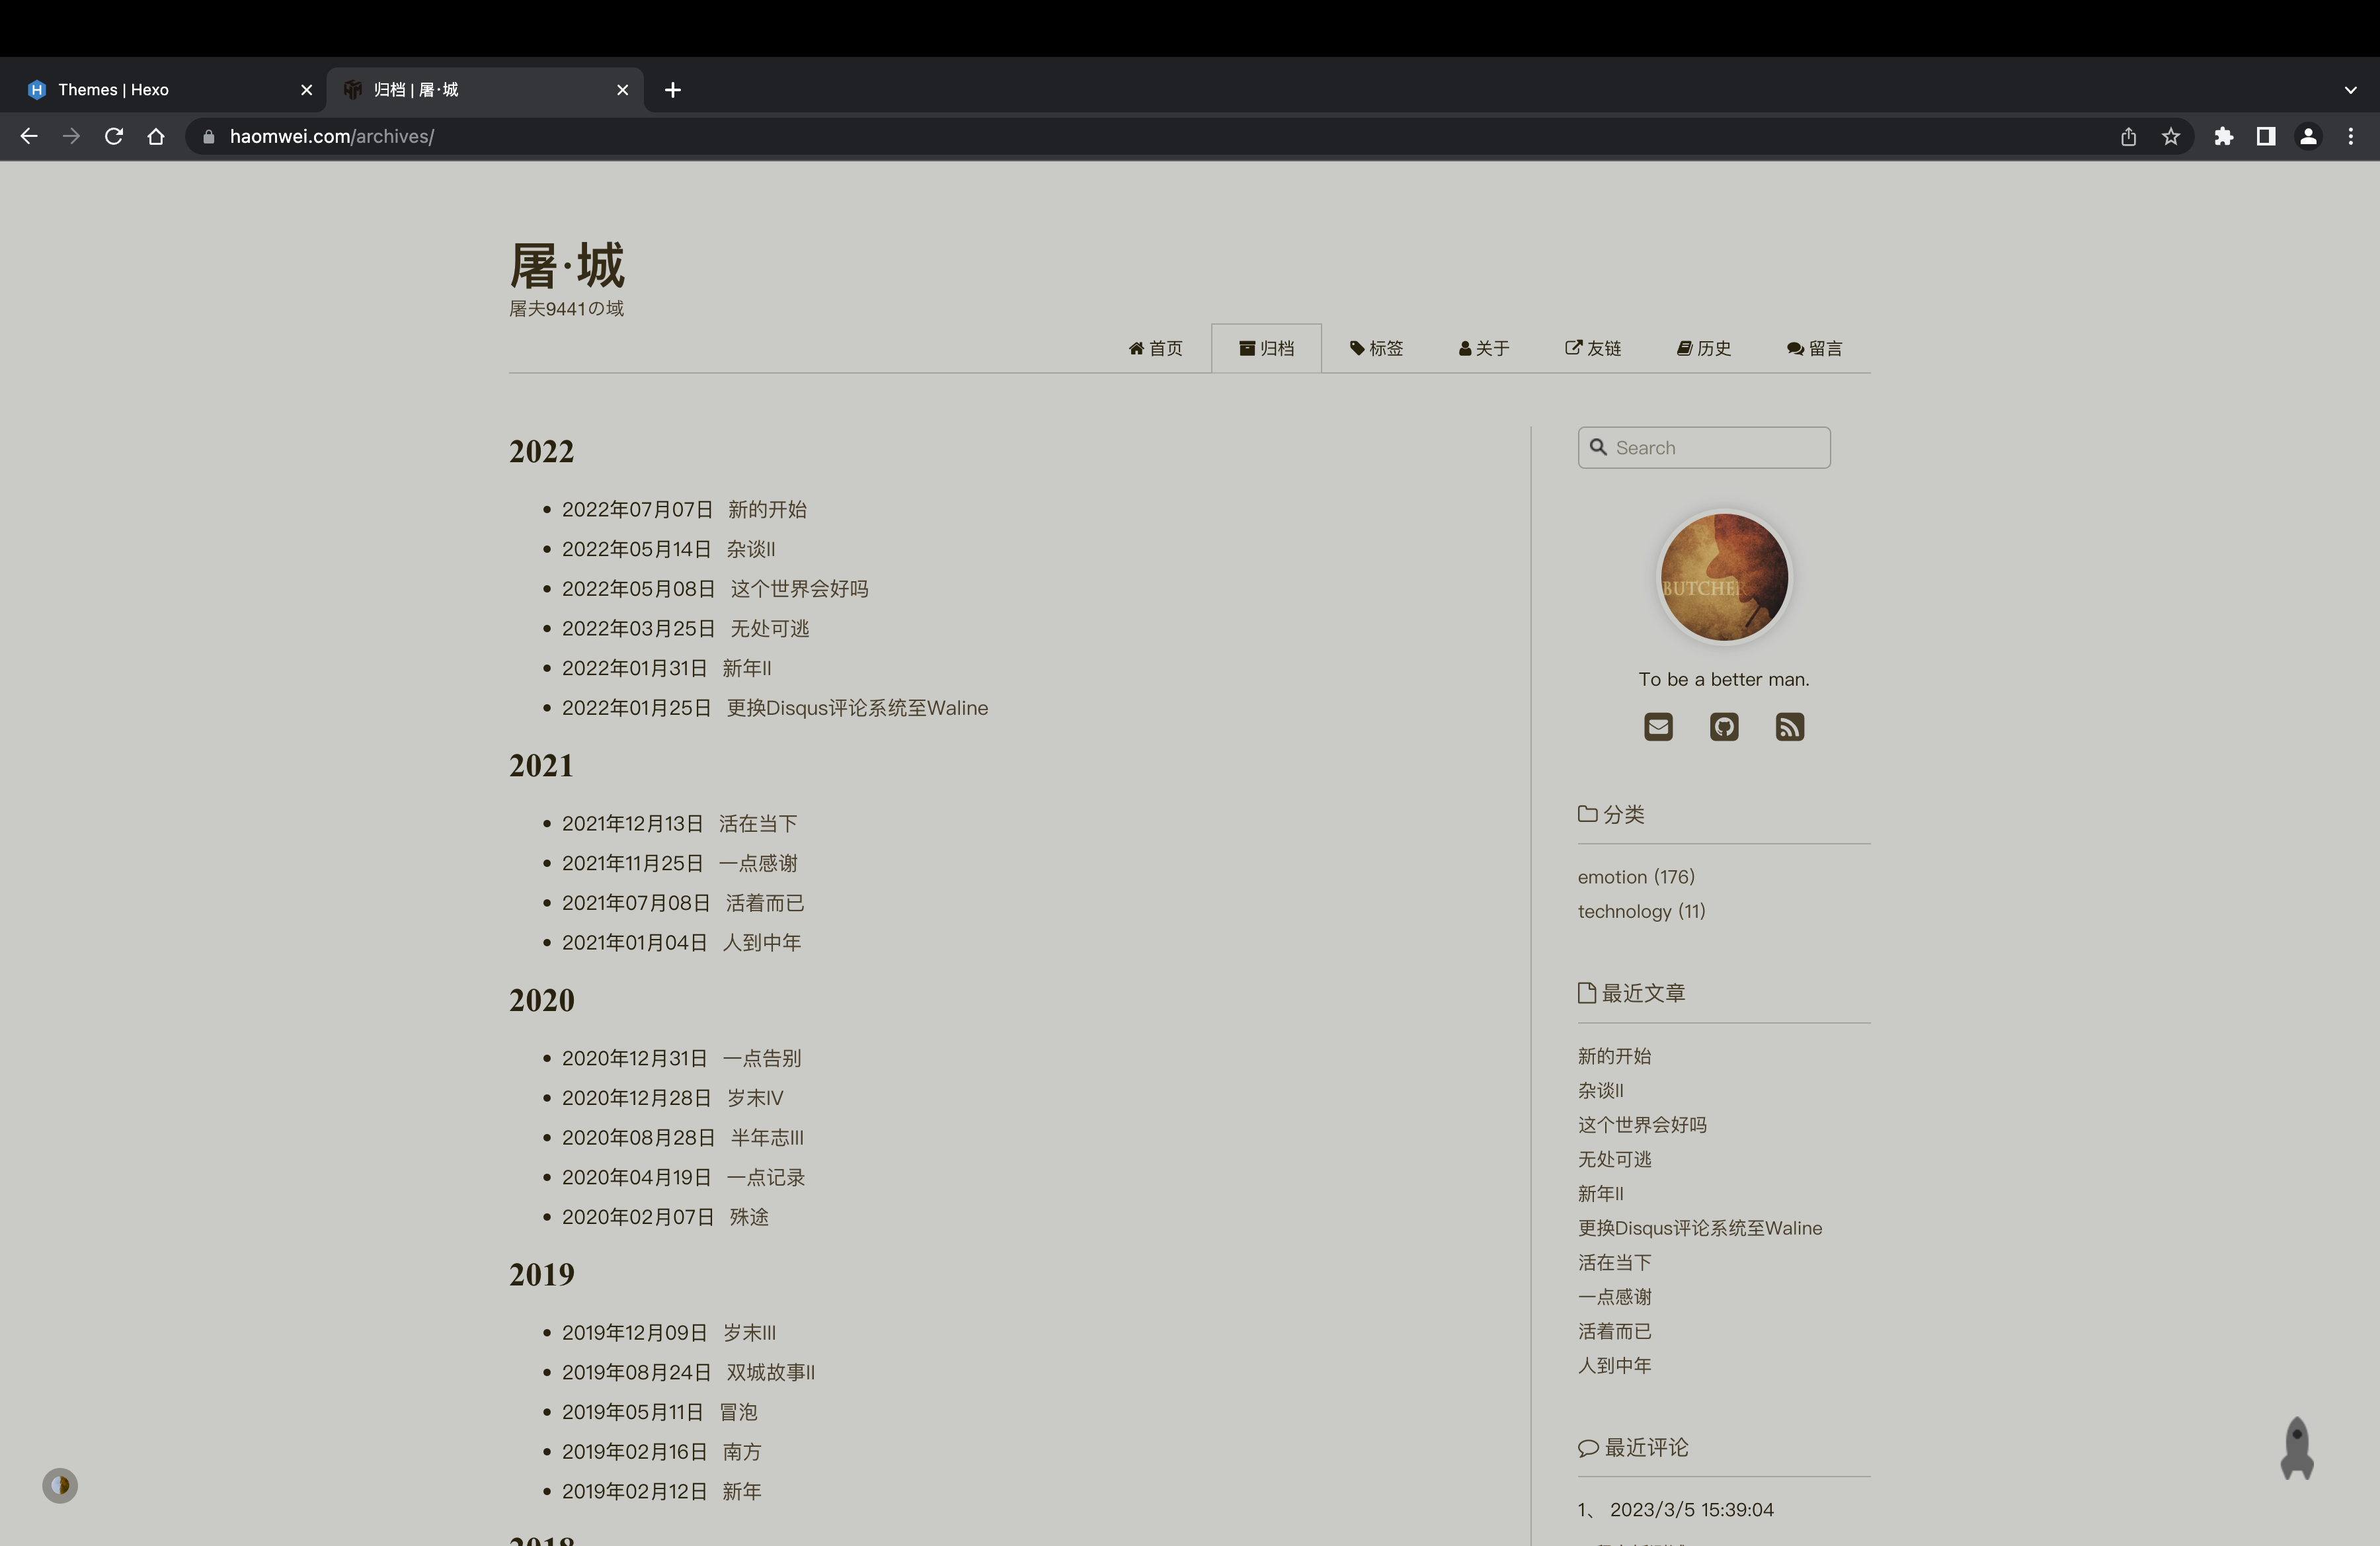 Themes | Hexo
归档 | 屠·城
haomwei.com/archives/
屠·城
屠夫9441の域
首页
归档
标签
关于
友链
历史
留言
2022
2022年07月07日 新的开始
2022年05月14日 杂谈II
2022年05月08日 这个世界会好吗
2022年03月25日 无处可逃
2022年01月31日 新年II
2022年01月25日 更换Disqus评论系统至Waline
2021
2021年12月13日 活在当下
2021年11月25日 一点感谢
2021年07月08日 活着而已
2021年01月04日 人到中年
2020
2020年12月31日 一点告别
2020年12月28日 岁末IV
2020年08月28日 半年志III
2020年04月19日 一点记录
2020年02月07日 殊途
2019
2019年12月09日 岁末III
2019年08月24日 双城故事II
2019年05月11日 冒泡
2019年02月16日 南方
2019年02月12日 新年
2018
Search
BUTCHER
To be a better man.
分类
emotion (176)
technology (11)
最近文章
新的开始
杂谈II
这个世界会好吗
无处可逃
新年II
更换Disqus评论系统至Waline
活在当下
一点感谢
活着而已
人到中年
最近评论
1、 2023/3/5 15:39:04